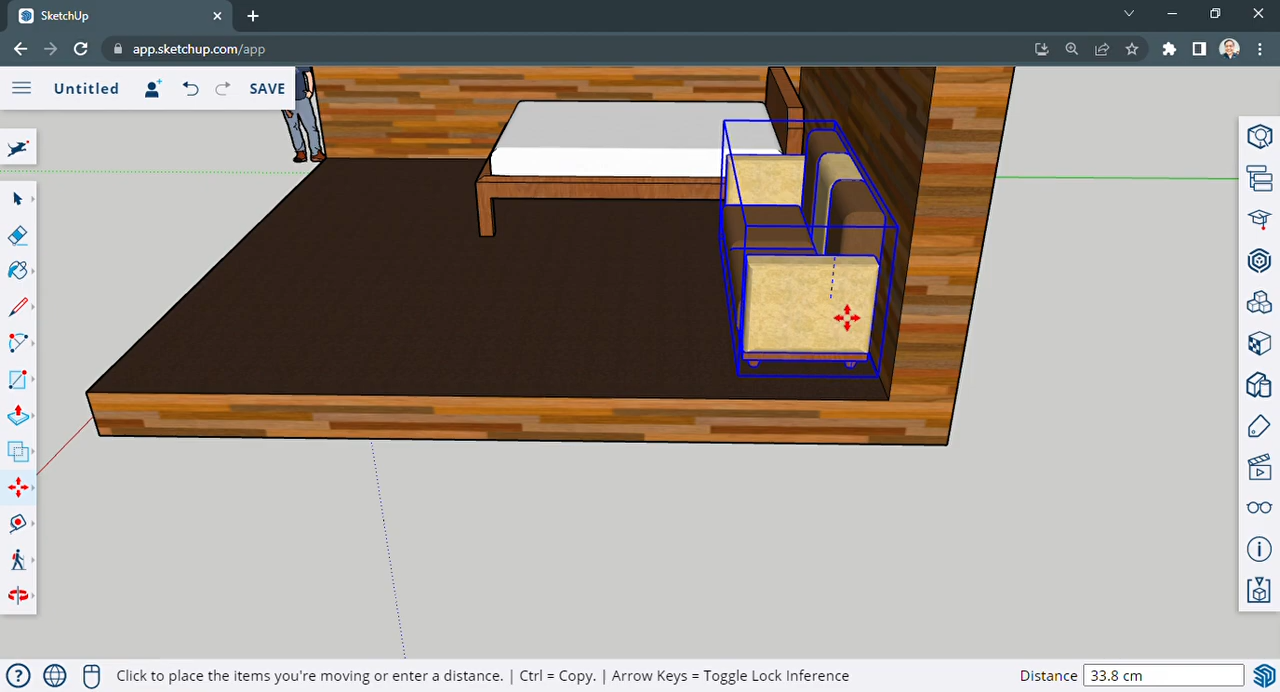 SketchUp
app.sketchup.com/app
Untitled
SAVE
Click to place the items you're moving or enter a distance. | Ctrl = Copy. | Arrow Keys = Toggle Lock Inference
Distance 33.8 cm